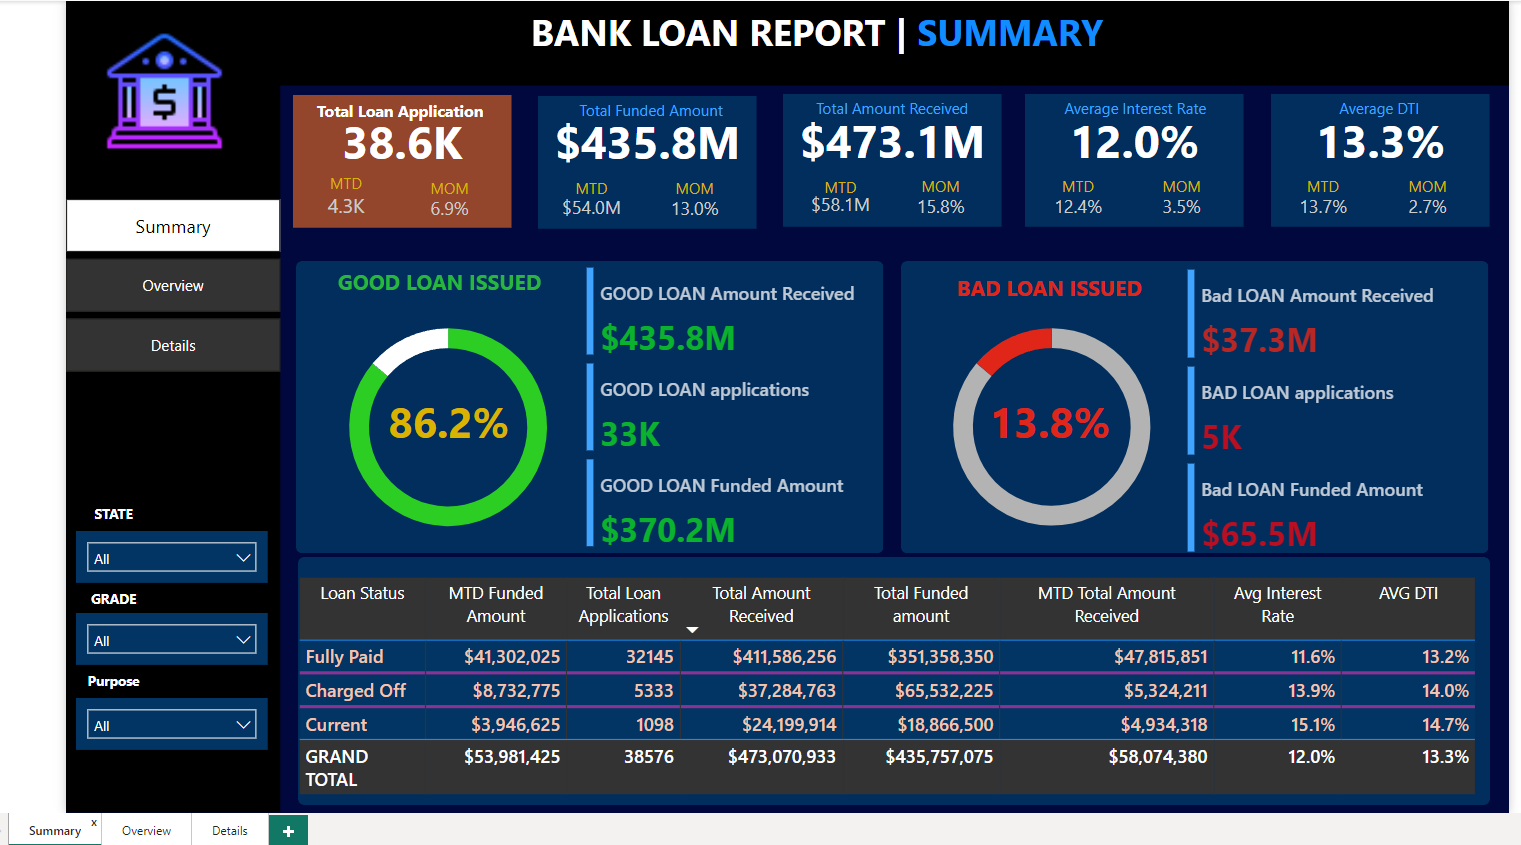 BANK LOAN REPORT | SUMMARY
$
Summary
Overview
Details
STATE
All
GRADE
All
Purpose
All
Total Loan Application
38.6K
MTD
MOM
4.3K
6.9%
Total Funded Amount
$435.8M
MTD
MOM
$54.0M
13.0%
Total Amount Received
$473.1M
MTD
MOM
$58.1M
15.8%
Average Interest Rate
12.0%
MTD
MOM
12.4%
3.5%
Average DTI
13.3%
MTD
MOM
13.7%
2.7%
GOOD LOAN ISSUED
86.2%
GOOD LOAN Amount Received
$435.8M
GOOD LOAN applications
33K
GOOD LOAN Funded Amount
$370.2M
BAD LOAN ISSUED
13.8%
Bad LOAN Amount Received
$37.3M
BAD LOAN applications
5K
Bad LOAN Funded Amount
$65.5M
Loan Status MTD Funded Amount Total Loan Applications Total Amount Received Total Funded amount MTD Total Amount Received Avg Interest Rate AVG DTI
Fully Paid $41,302,025 32145 $411,586,256 $351,358,350 $47,815,851 11.6% 13.2%
Charged Off $8,732,775 5333 $37,284,763 $65,532,225 $5,324,211 13.9% 14.0%
Current $3,946,625 1098 $24,199,914 $18,866,500 $4,934,318 15.1% 14.7%
GRAND TOTAL $53,981,425 38576 $473,070,933 $435,757,075 $58,074,380 12.0% 13.3%
Summary x Overview Details +